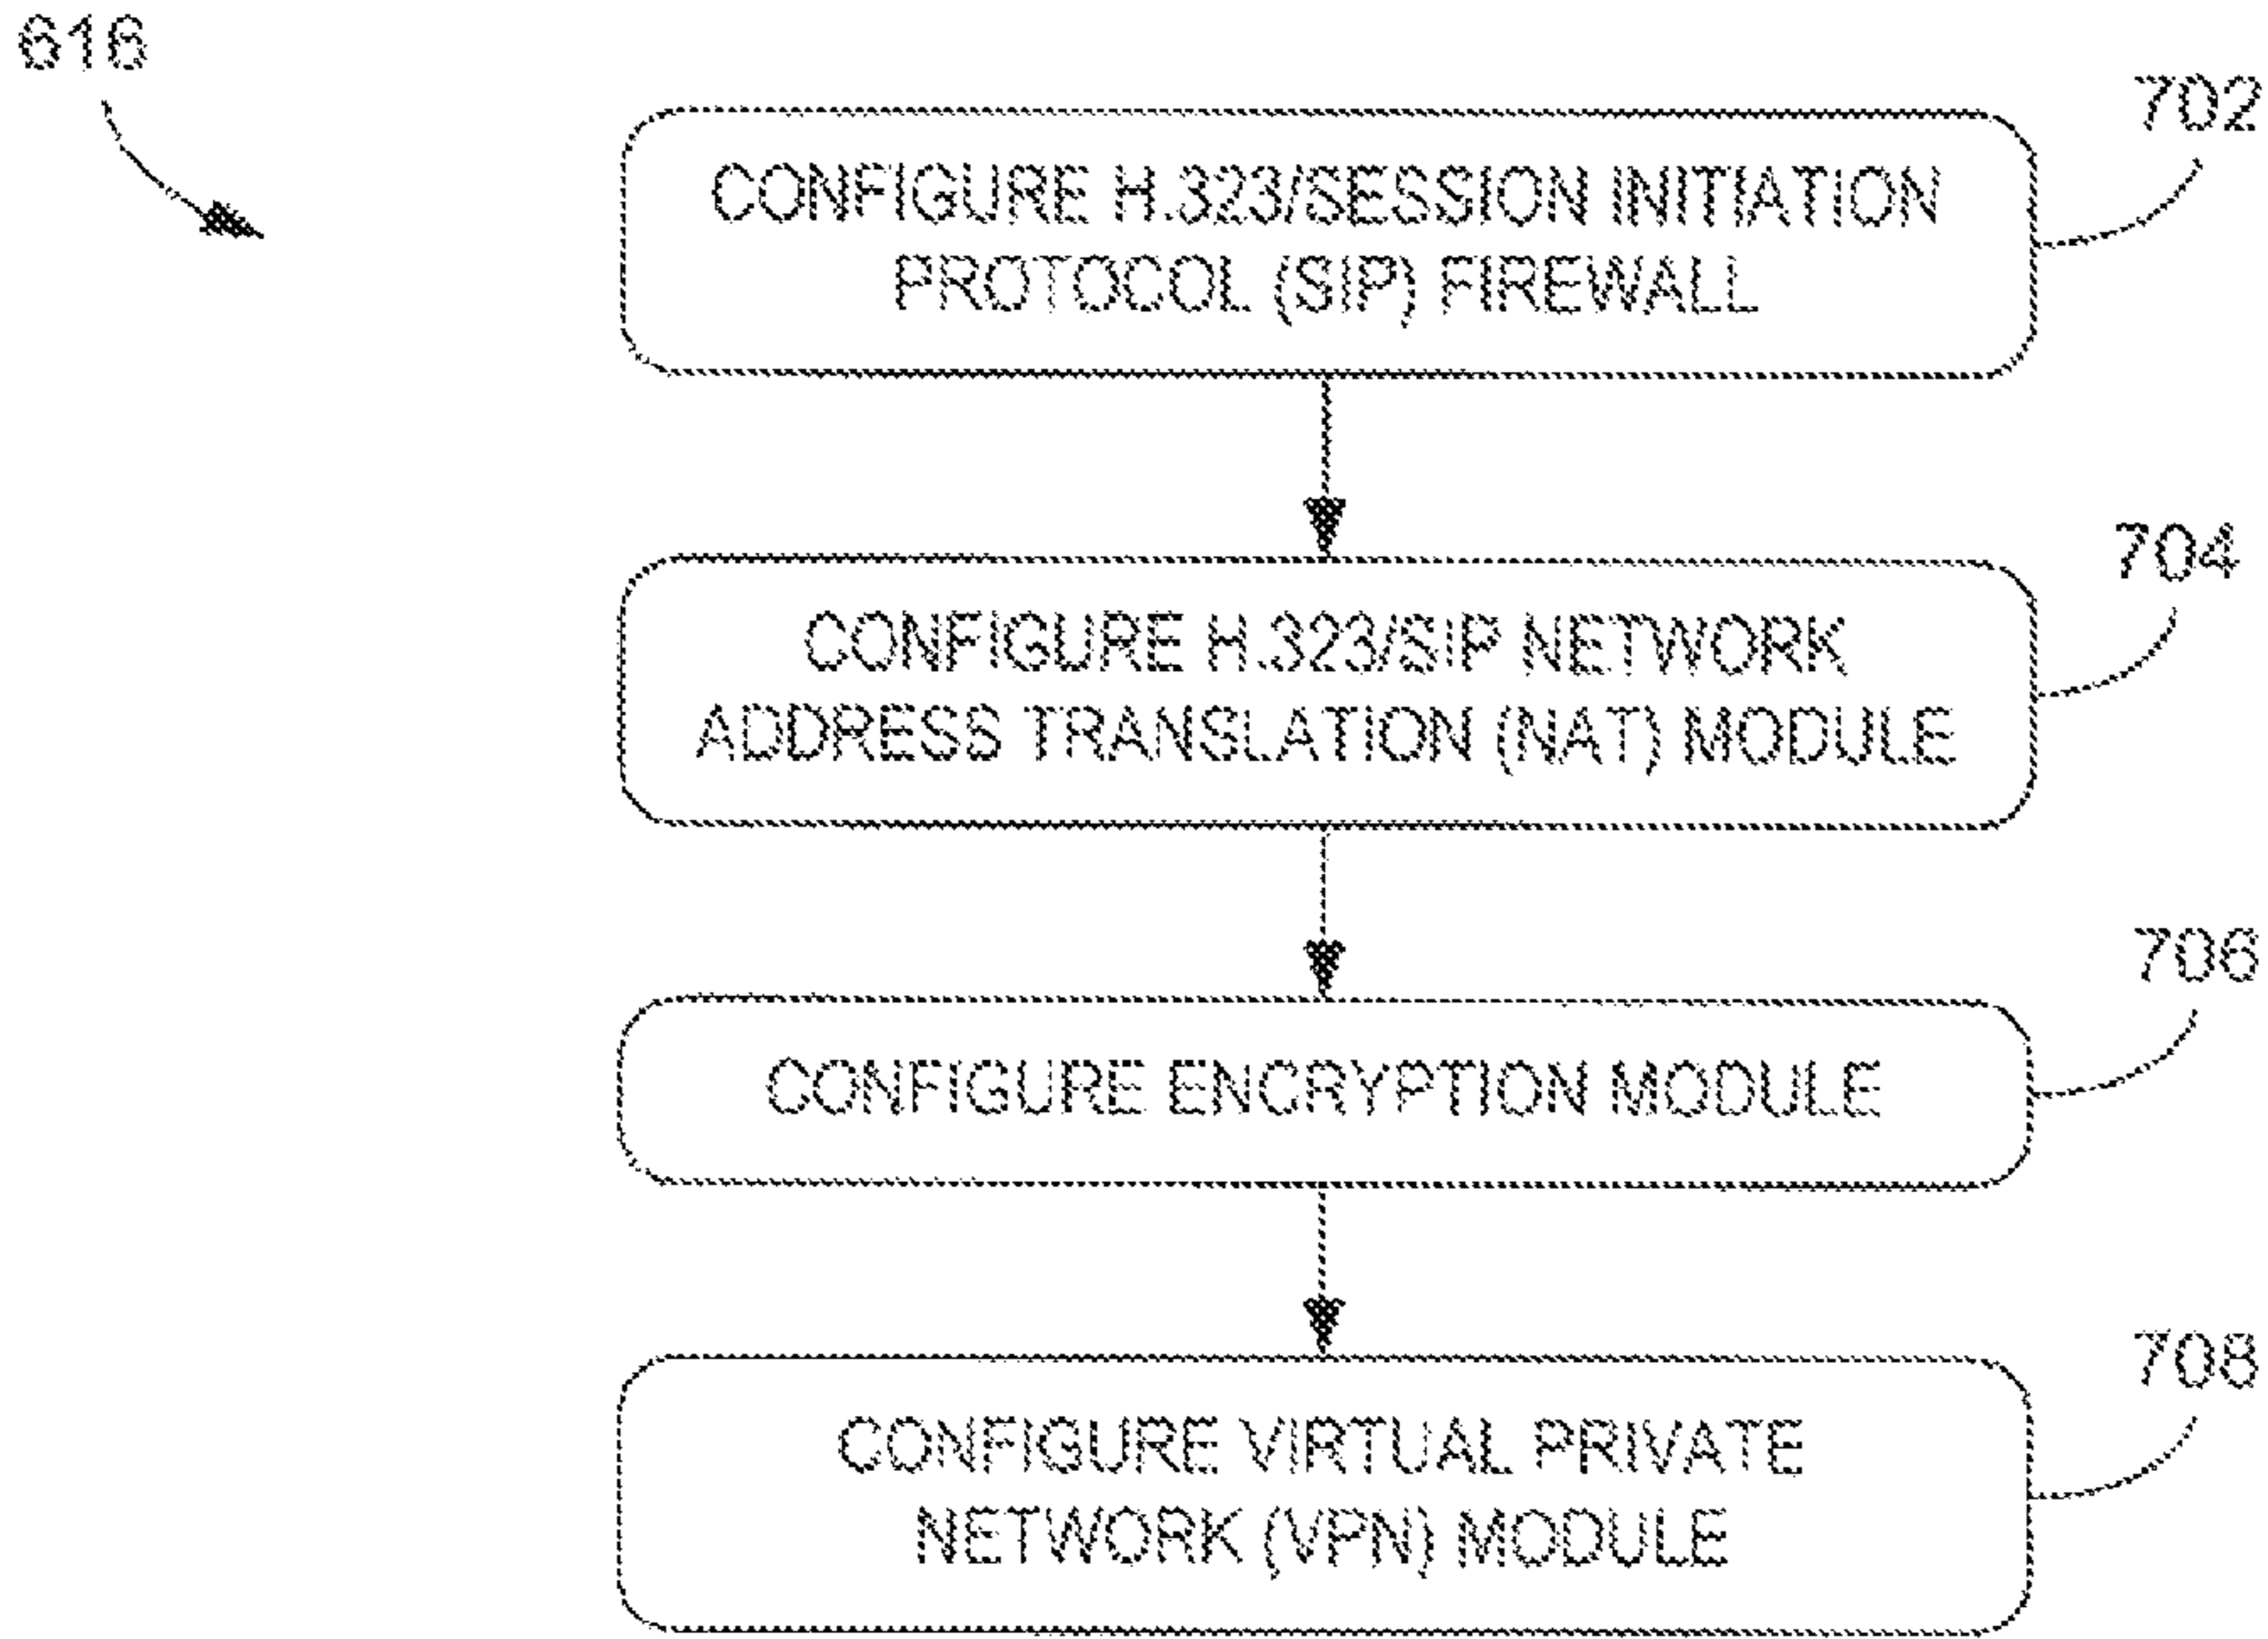 616
702
CONFIGURE H.323/SESSION INITIATION
PROTOCOL (SIP) FIREWALL
704
CONFIGURE H.323/SIP NETWORK
ADDRESS TRANSLATION (NAT) MODULE
706
CONFIGURE ENCRYPTION MODULE
708
CONFIGURE VIRTUAL PRIVATE
NETWORK (VPN) MODULE